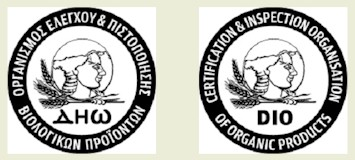 ΟΡΓΑΝΙΣΜΟΣ ΕΛΕΓΧΟΥ & ΠΙΣΤΟΠΟΙΗΣΗΣ
ΔΗΩ
ΒΙΟΛΟΓΙΚΩΝ ΠΡΟΪΟΝΤΩΝ
CERTIFICATION & INSPECTION ORGANISATION
DIO
OF ORGANIC PRODUCTS